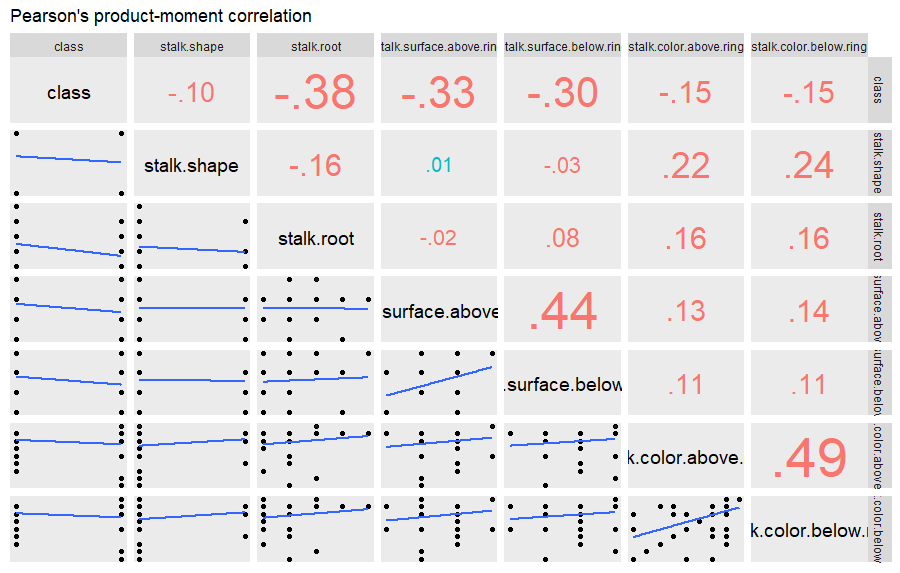 Pearson's product-moment correlation
class stalk.shape stalk.root talk.surface.above.rin talk.surface.below.rin stalk.color.above.ring stalk.color.below.ring
class -.10 -.38 -.33 -.30 -.15 -.15 class
stalk.shape -.16 .01 -.03 .22 .24 stalk.shape
stalk.root -.02 .08 .16 .16 stalk.root
surface.above .44 .13 .14 surface.abov
.surface.below .11 .11 urface.belov
k.color.above. .49 .color.above.
k.color.below.r .color.below